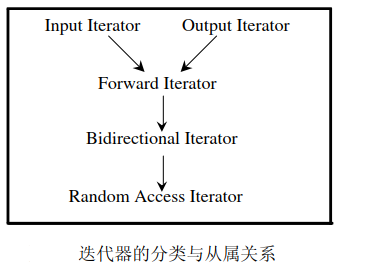 Input Iterator Output Iterator
Forward Iterator
Bidirectional Iterator
Random Access Iterator
迭代器的分类与从属关系